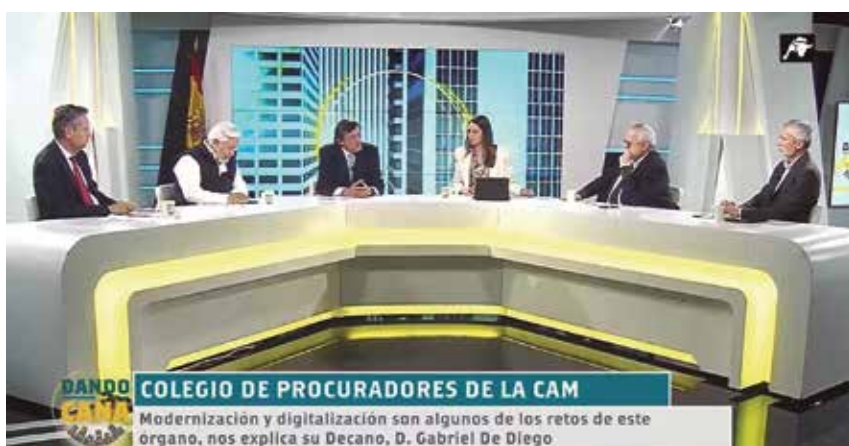 DANDO
CAÑA
COLEGIO DE PROCURADORES DE LA CAM
Modernización y digitalización son algunos de los retos de este
órgano, nos explica su Decano, D. Gabriel De Diego